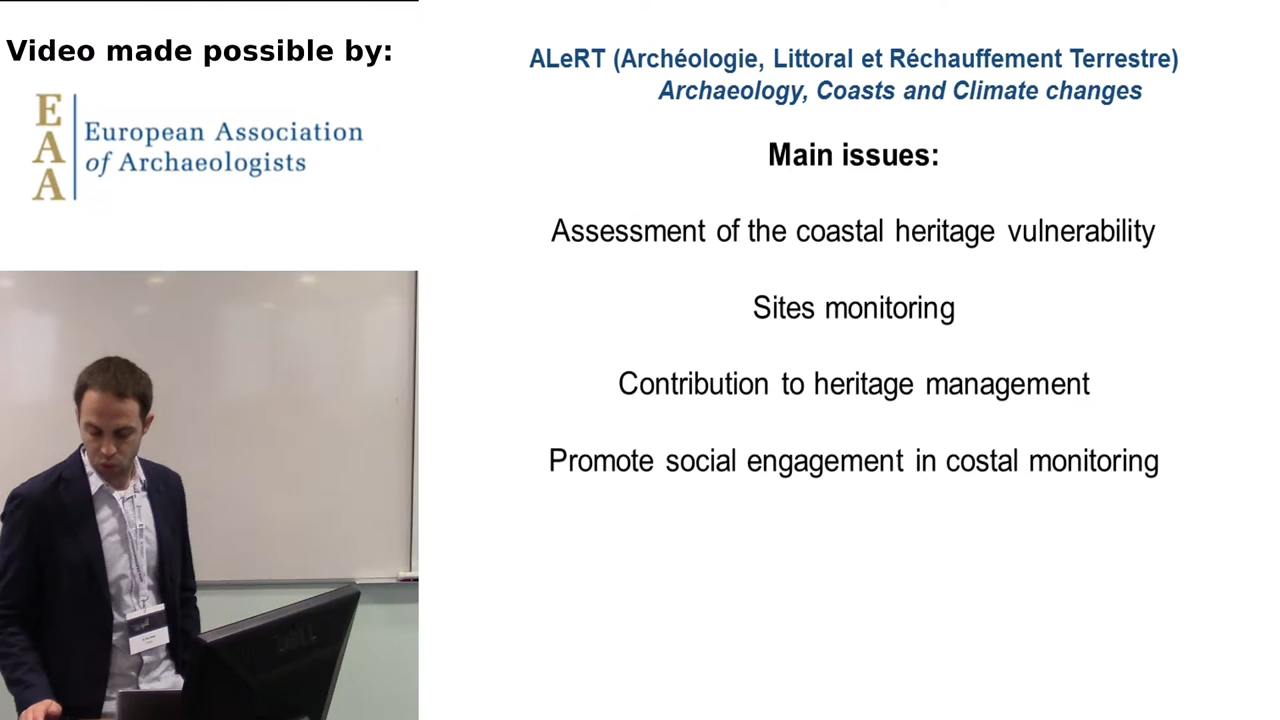 Video made possible by:
EAA
European Association
of Archaeologists
ALeRT (Archéologie, Littoral et Réchauffement Terrestre)
Archaeology, Coasts and Climate changes
Main issues:
Assessment of the coastal heritage vulnerability
Sites monitoring
Contribution to heritage management
Promote social engagement in costal monitoring
DELL